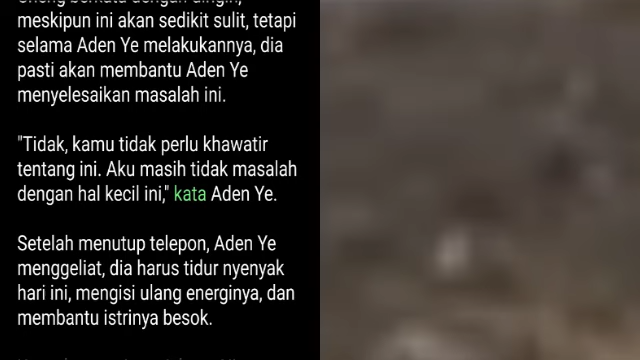 meskipun ini akan sedikit sulit, tetapi
selama Aden Ye melakukannya, dia
pasti akan membantu Aden Ye
menyelesaikan masalah ini.
"Tidak, kamu tidak perlu khawatir
tentang ini. Aku masih tidak masalah
dengan hal kecil ini," kata Aden Ye.
Setelah menutup telepon, Aden Ye
menggeliat, dia harus tidur nyenyak
hari ini, mengisi ulang energinya, dan
membantu istrinya besok.